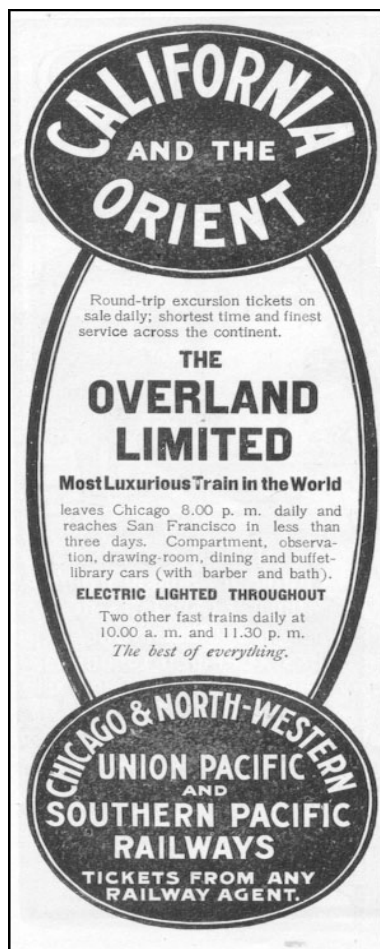 CALIFORNIA
AND THE
ORIENT
Round-trip excursion tickets on
sale daily; shortest time and finest
service across the continent.
THE
OVERLAND
LIMITED
Most Luxurious Train in the World
leaves Chicago 8.00 p. m. daily and
reaches San Francisco in less than
three days. Compartment, observa-
tion, drawing-room, dining and buffet-
library cars (with barber and bath).
ELECTRIC LIGHTED THROUGHOUT
Two other fast trains daily at
10.00 a. m. and 11.30 p. m.
The best of everything.
CHICAGO & NORTH-WESTERN
UNION PACIFIC
AND
SOUTHERN PACIFIC
RAILWAYS
TICKETS FROM ANY
RAILWAY AGENT.